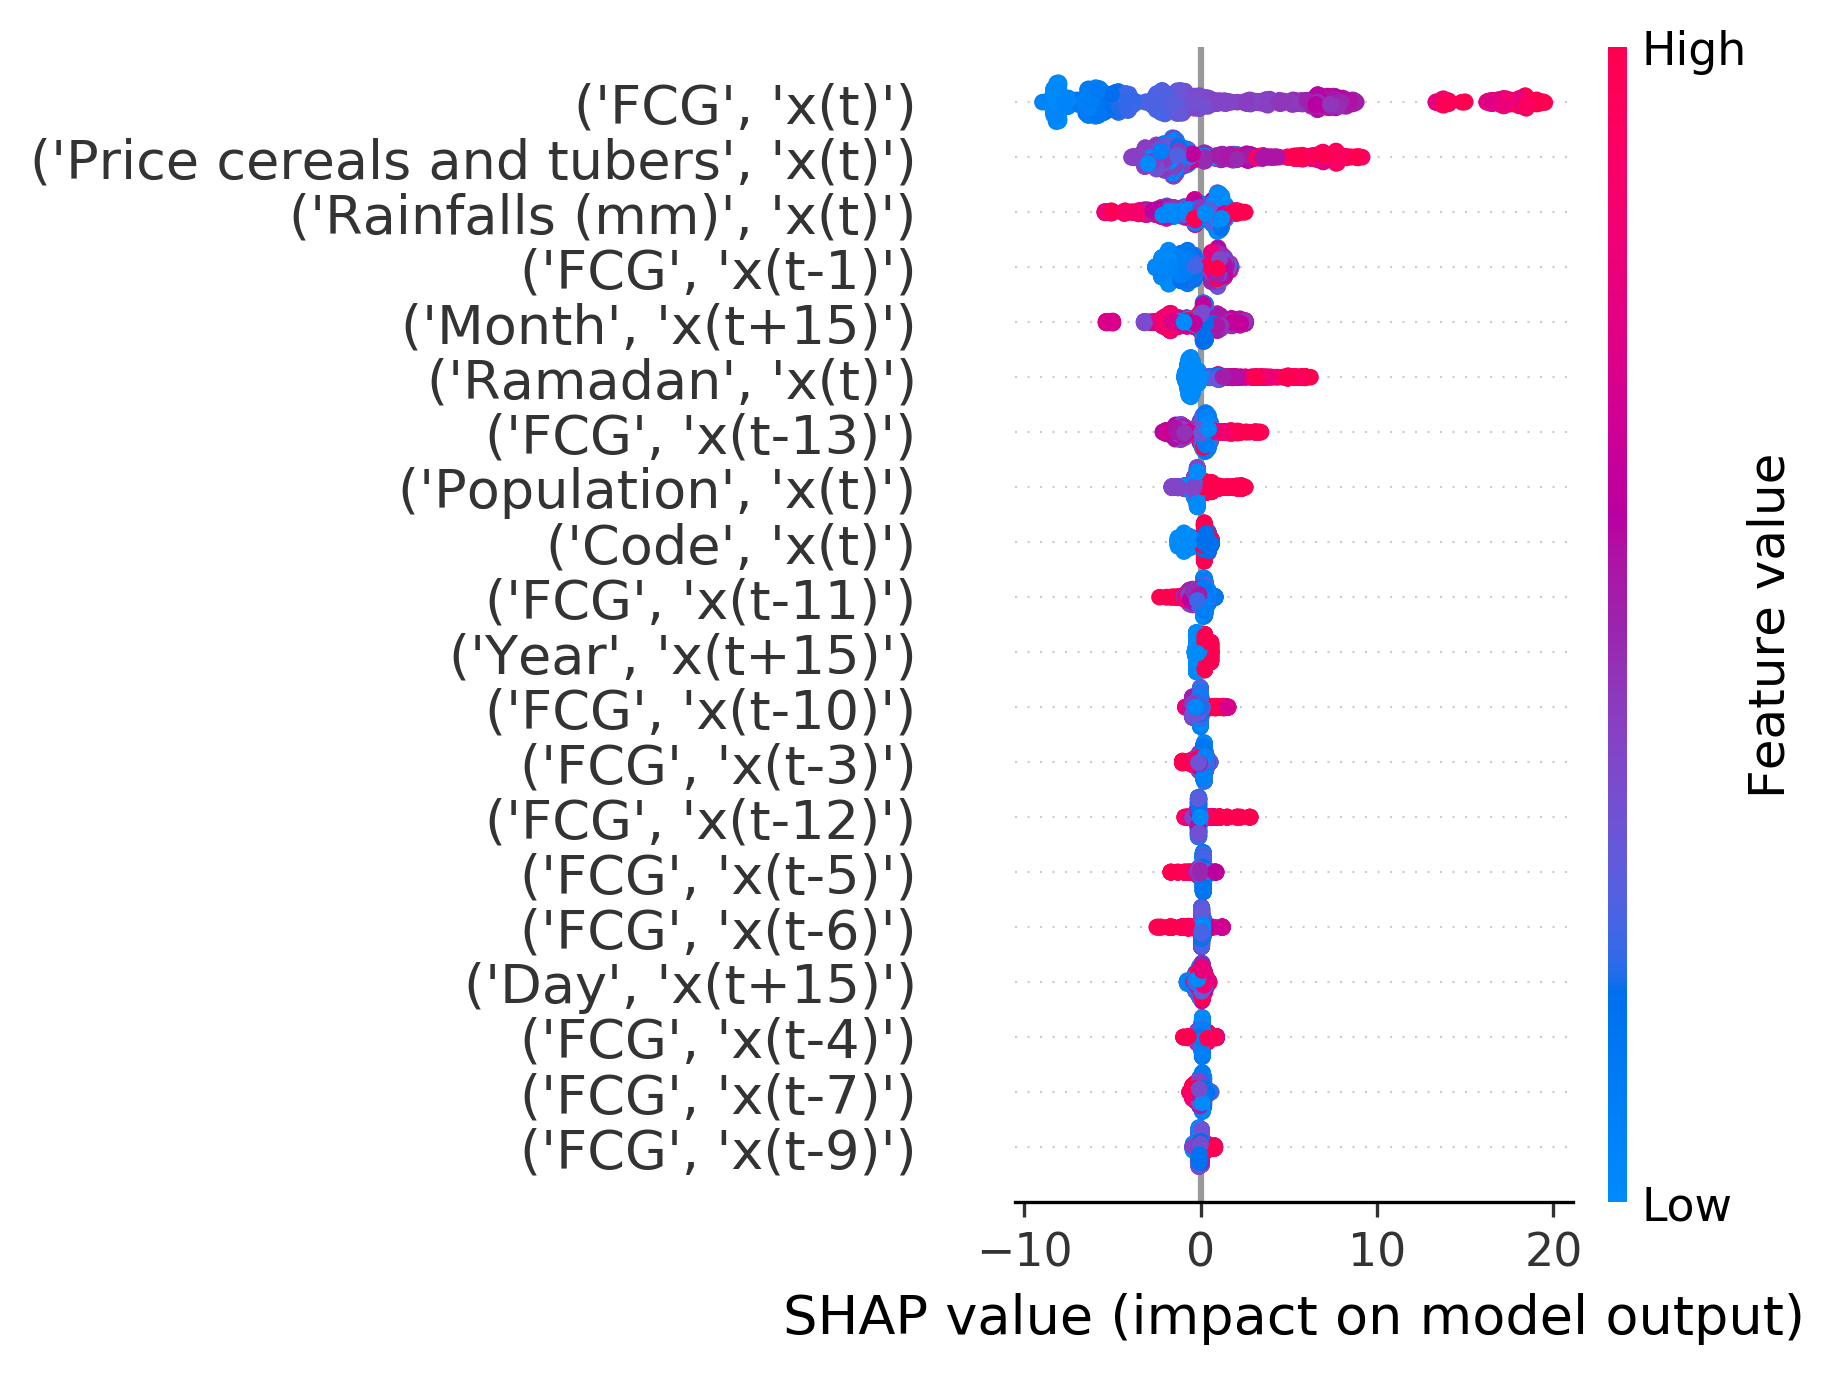 High
('FCG', 'x(t)')
('Price cereals and tubers', 'x(t)')
('Rainfalls (mm)', 'x(t)')
('FCG', 'x(t-1)')
('Month', 'x(t+15)')
('Ramadan', 'x(t)')
('FCG', 'x(t-13)')
('Population', 'x(t)')
('Code', 'x(t)')
('FCG', 'x(t-11)')
('Year', 'x(t+15)')
('FCG', 'x(t-10)')
('FCG', 'x(t-3)')
('FCG', 'x(t-12)')
('FCG', 'x(t-5)')
('FCG', 'x(t-6)')
('Day', 'x(t+15)')
('FCG', 'x(t-4)')
('FCG', 'x(t-7)')
('FCG', 'x(t-9)')
Feature value
Low
−10 0 10 20
SHAP value (impact on model output)